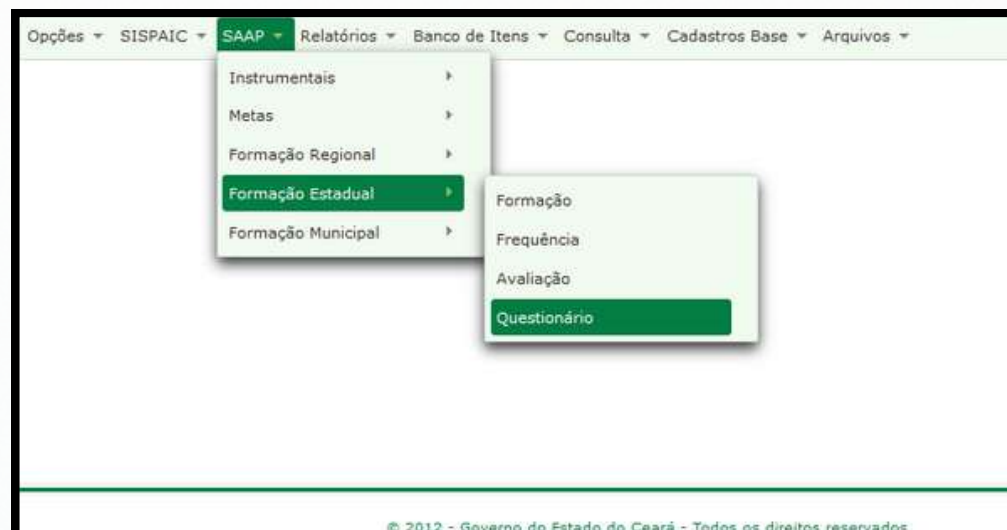 Opções SISPAIC SAAP Relatórios Banco de Itens Consulta Cadastros Base Arquivos
Instrumentais
Metas
Formação Regional
Formação Estadual
Formação Municipal
Formação
Frequência
Avaliação
Questionário
© 2012 - Governo do Estado do Ceará - Todos os direitos reservados